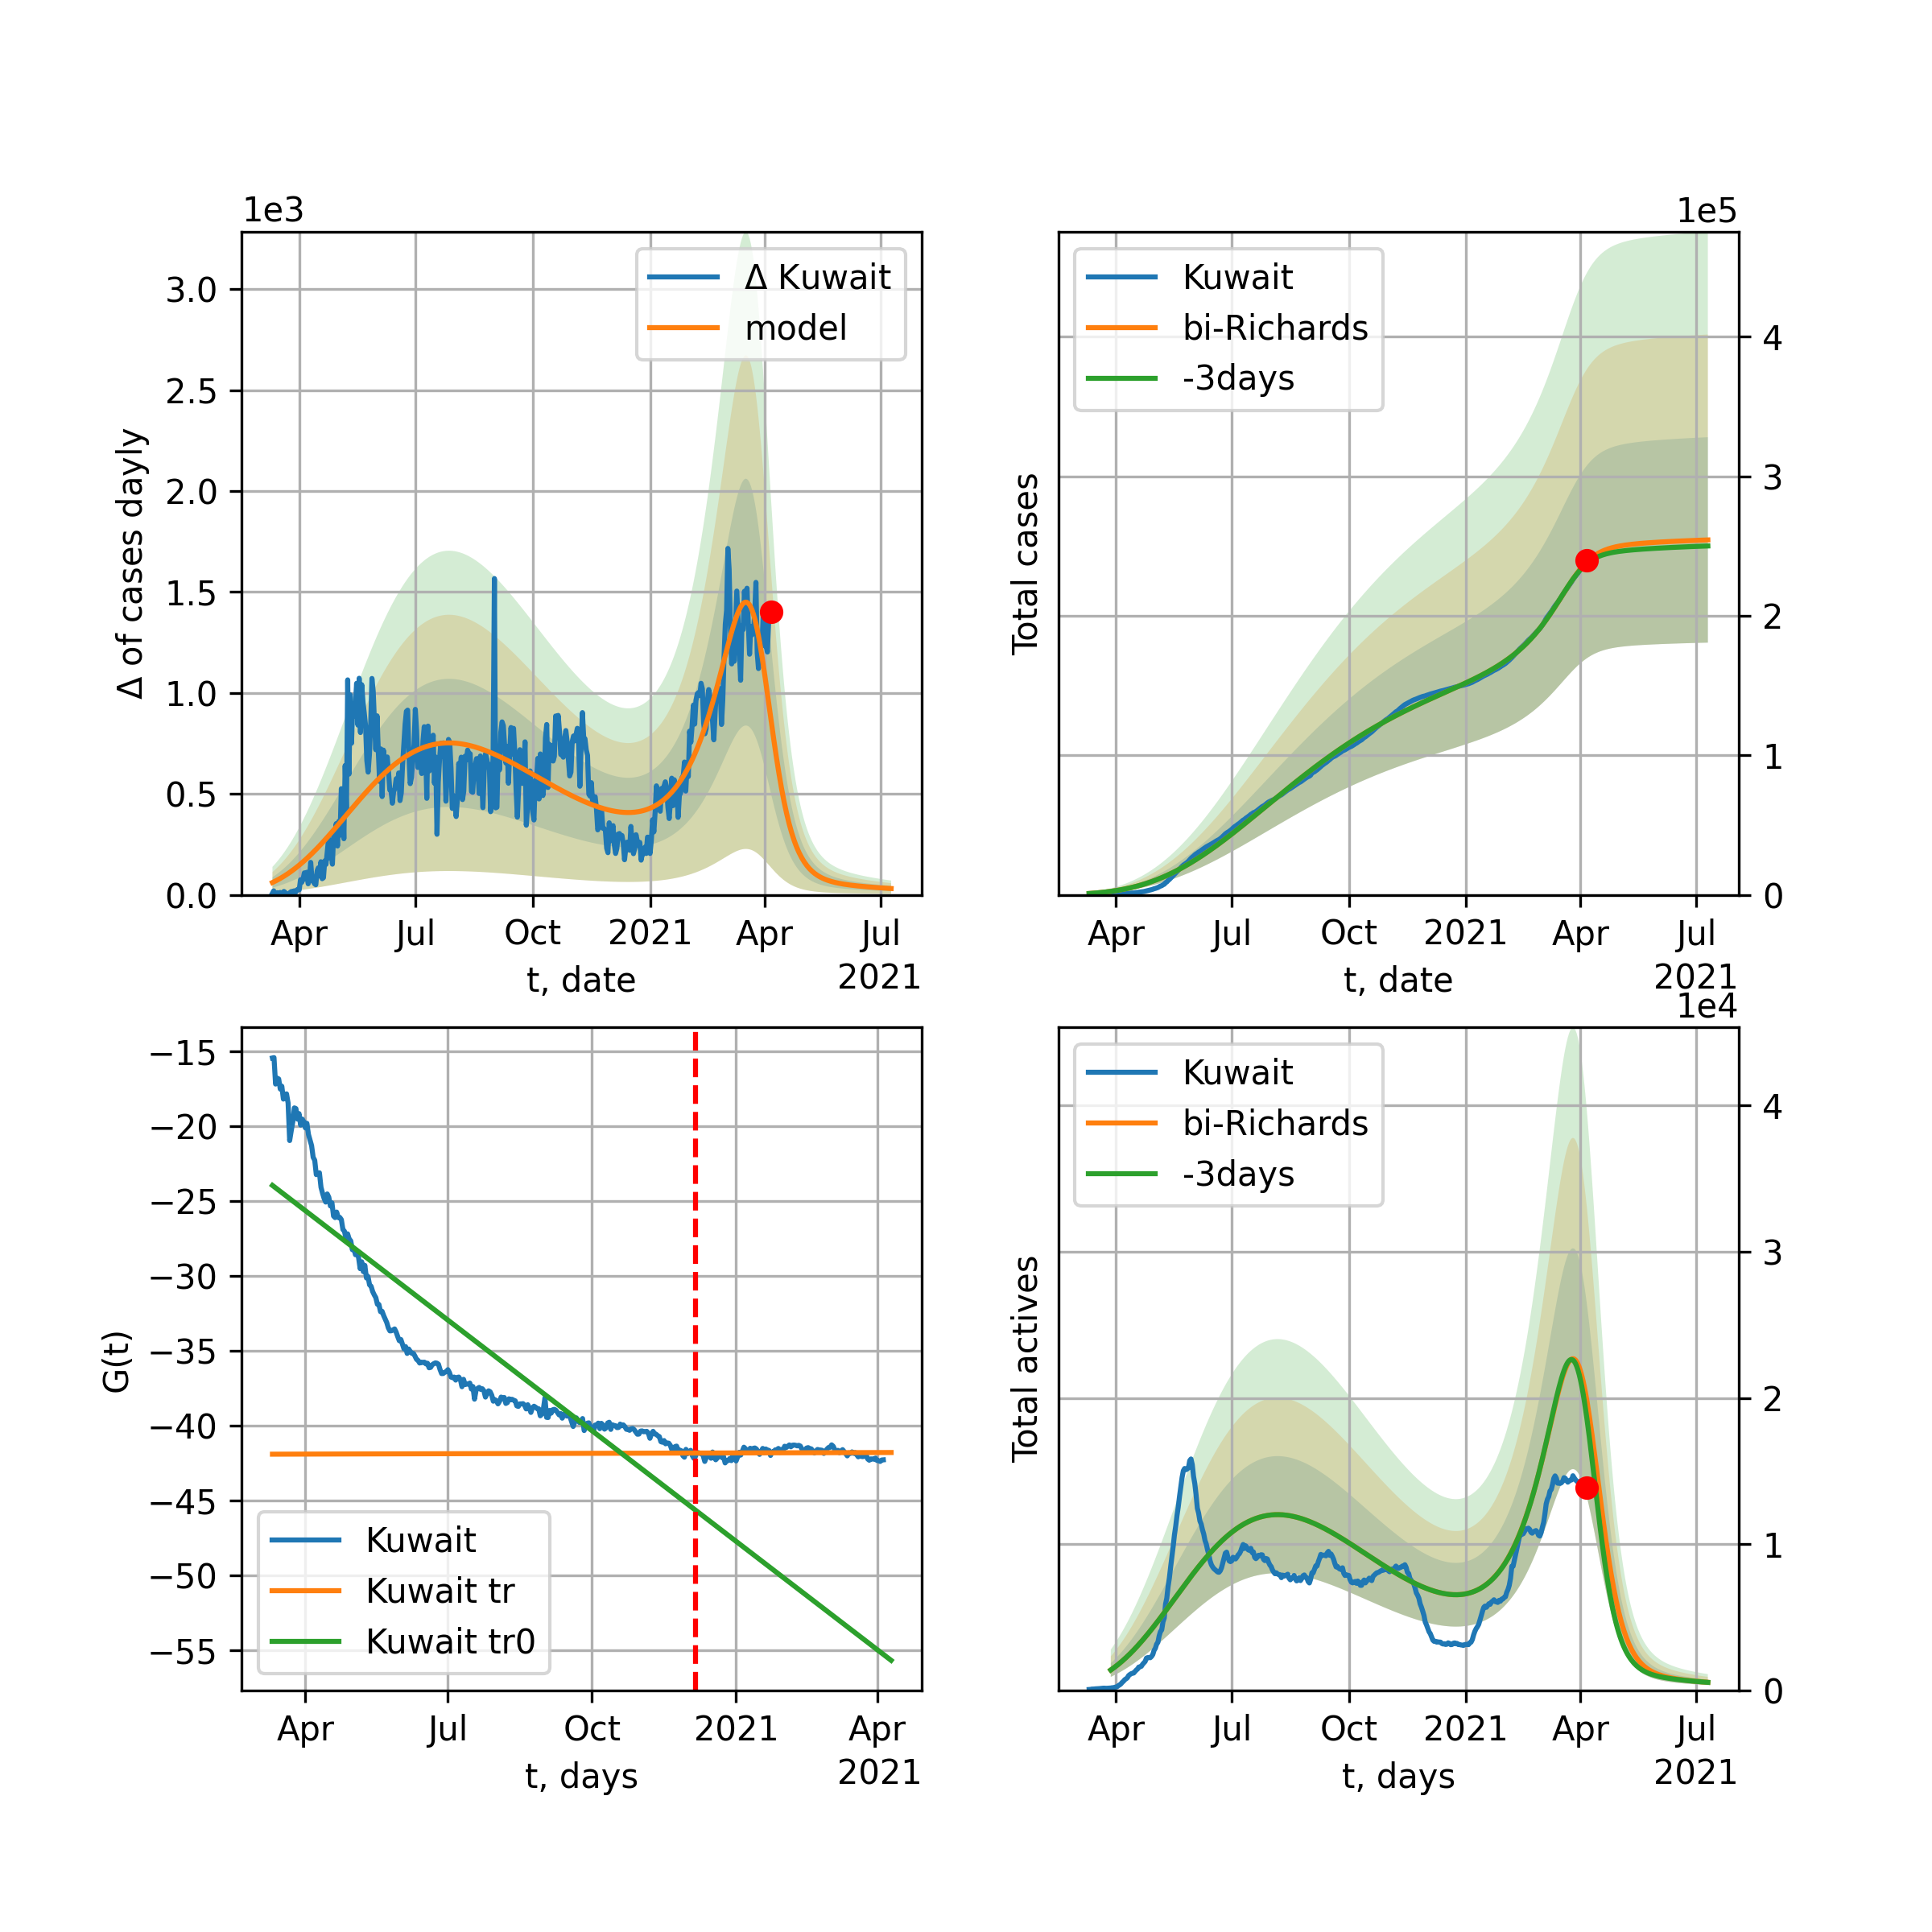 1e3
Δ of cases dayly
3.0
2.5
2.0
1.5
1.0
0.5
0.0
Δ Kuwait
model
Apr Jul Oct 2021 Apr Jul
2021
t, date
1e5
Total cases
Kuwait
bi-Richards
-3days
4
3
2
1
0
Apr Jul Oct 2021 Apr Jul
2021
t, date
G(t)
−15
−20
−25
−30
−35
−40
−45
−50
−55
Kuwait
Kuwait tr
Kuwait tr0
Apr Jul Oct 2021 Apr
2021
t, days
1e4
Total actives
Kuwait
bi-Richards
-3days
4
3
2
1
0
Apr Jul Oct 2021 Apr Jul
2021
t, days